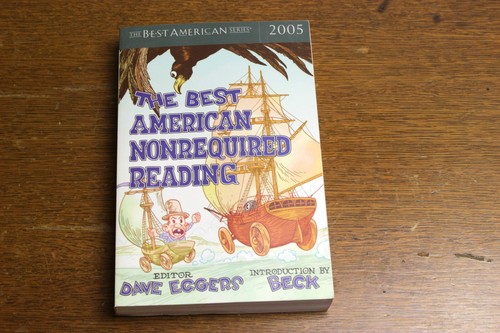 THE BEST AMERICAN SERIES® 2005
THE BEST
AMERICAN
NONREQUIRED
READING
EDITOR INTRODUCTION BY
DAVE EGGERS BECK